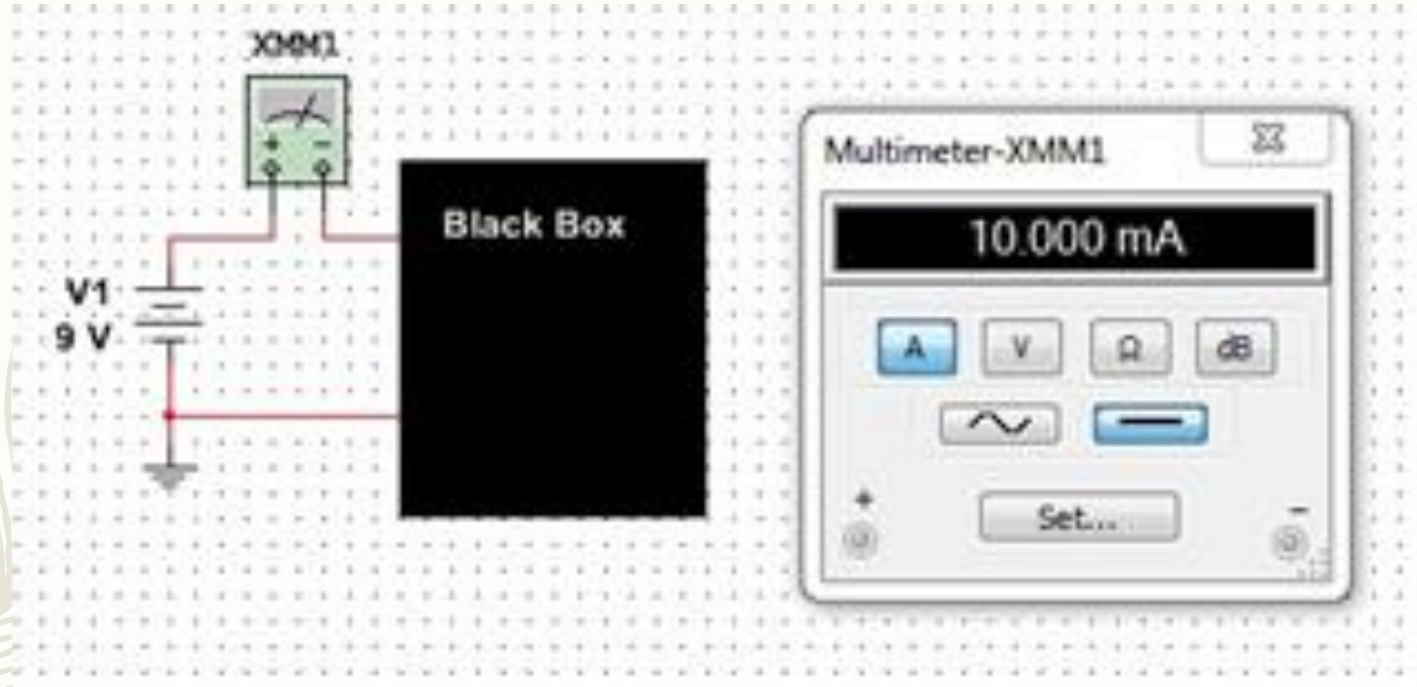 XMM1
Black Box
V1
9 V
Multimeter-XMM1
10.000 mA
A V Ω dB
Set...